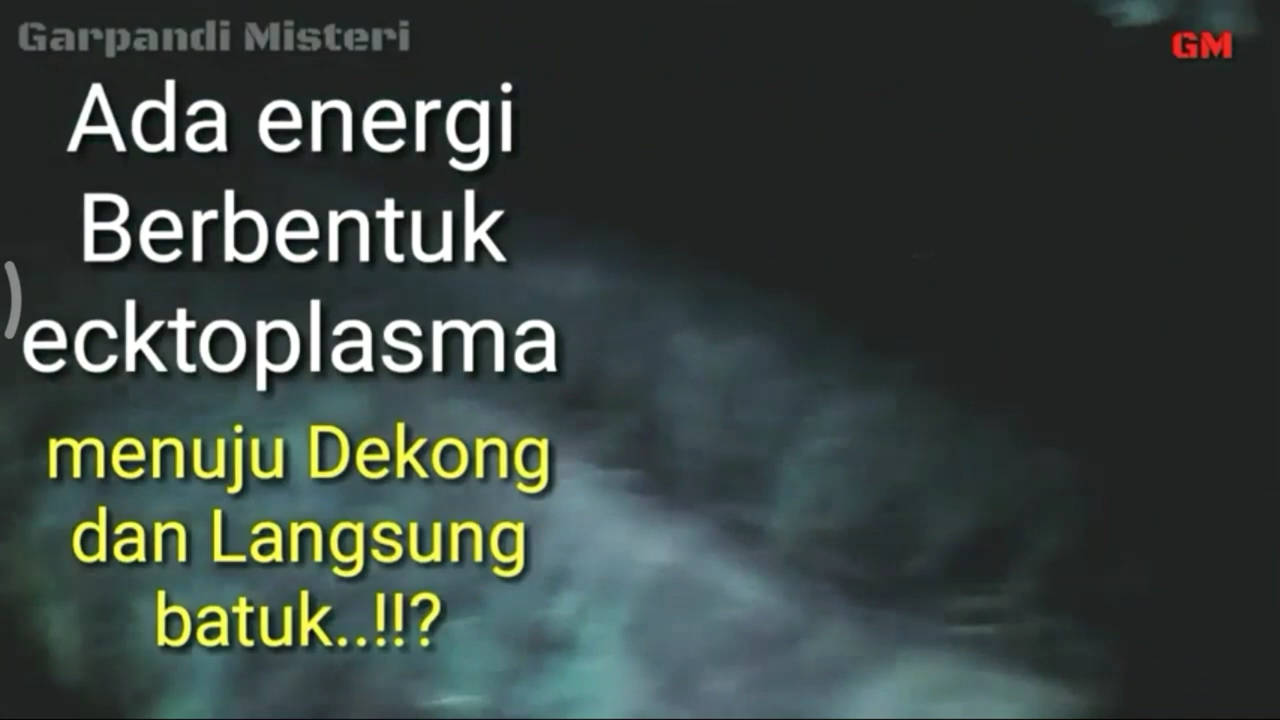 Garpandi Misteri
GM
Ada energi
Berbentuk
ecktoplasma
menuju Dekong
dan Langsung
batuk..!!?